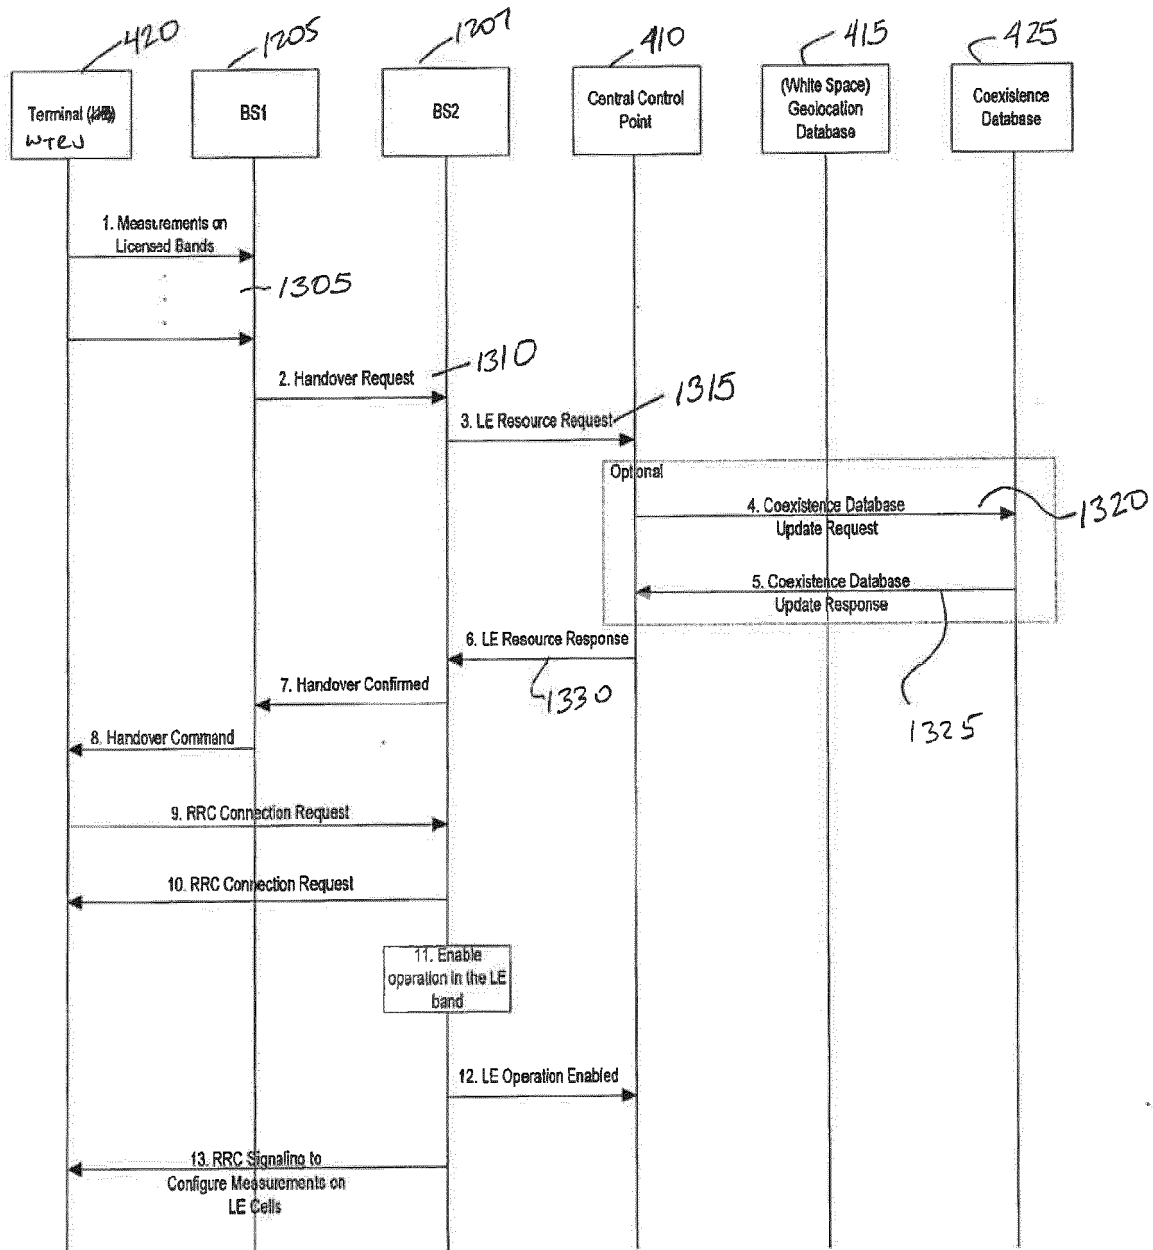 420
1205
1207
410
415
425
Terminal
WTRU
BS1
BS2
Central Control
Point
(White Space)
Geolocation
Database
Coexistence
Database
1. Measurements on
Licensed Bands
1305
2. Handover Request
1310
3. LE Resource Request
1315
Optional
4. Coexistence Database
Update Request
1320
5. Coexistence Database
Update Response
1325
6. LE Resource Response
1330
7. Handover Confirmed
8. Handover Command
9. RRC Connection Request
10. RRC Connection Request
11. Enable
operation in the LE
band
12. LE Operation Enabled
13. RRC Signaling to
Configure Measurements on
LE Cells